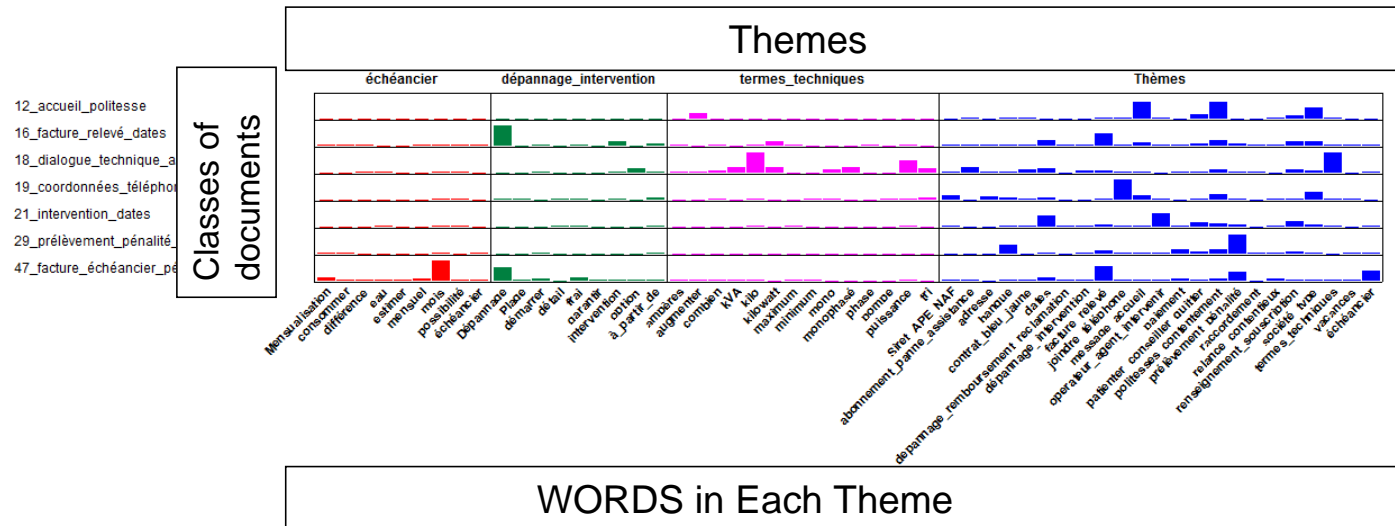 Themes
échéancier dépannage_intervention termes_techniques Thèmes
Classes of
documents
12_accueil_politesse
16_facture_relevé_dates
18_dialogue_technique_a
19_coordonnées_téléphor
21_intervention_dates
29_prélèvement_pénalité_
47_facture_échéancier_pé
Mensualisation
consommer
différence
eau
estimer
mensuel
mois
possibilité
échéancier
Dépannage
Place
démarrer
détail
frai
garantir
intervention
option
à_partir_de
ampères
augmenter
combien
kVA
kilo
kilowatt
maximum
minimum
mono
monophasé
phase
pompe
puissance
tri
Siret_APE_NAF
abonnement_panne_assistance
adresse
banque
contrat_bleu_jaune
dates
depannage_remboursement_reclamation
dépannage_intervention
facture_relevé
joindre_téléphone
message_accueil
operateur_agent_intervenir
paiement
patienter_conseiller_quitter
politesses_contentement
prélèvement_pénalité
raccordement
relance_contentieux
renseignement_souscription
société_type
termes_techniques
vacances
échéancier
WORDS in Each Theme